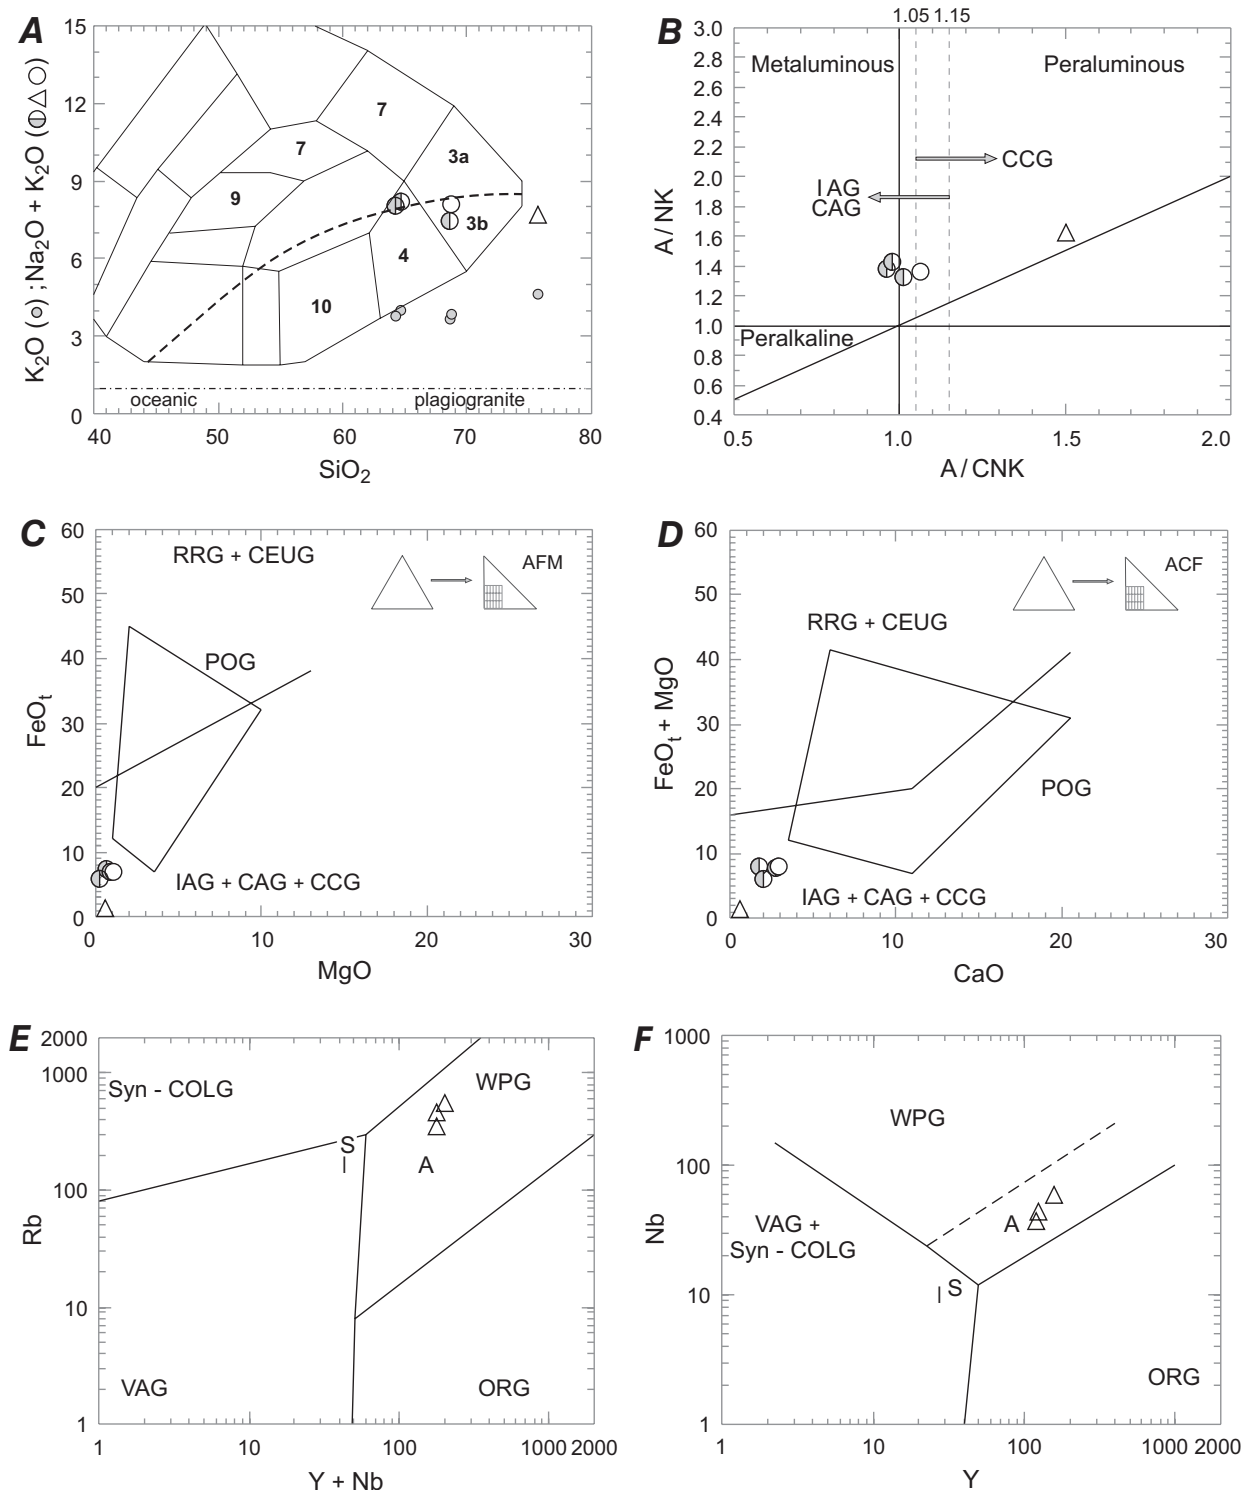 A
15
12
9
6
3
0
K₂O ( ) ; Na₂O + K₂O ( )
7
7
3a
9
3b
4
10
oceanic
plagiogranite
40
50
60
70
80
SiO₂
B
1.05
1.15
3.0
2.8
2.6
2.4
2.2
2.0
1.8
1.6
1.4
1.2
1.0
0.8
0.6
0.4
A / NK
Metaluminous
Peraluminous
CCG
IAG
CAG
Peralkaline
0.5
1.0
1.5
2.0
A / CNK
C
60
50
40
30
20
10
0
FeOₜ
RRG + CEUG
AFM
POG
IAG + CAG + CCG
0
10
20
30
MgO
D
60
50
40
30
20
10
0
FeOₜ + MgO
ACF
RRG + CEUG
POG
IAG + CAG + CCG
0
10
20
30
CaO
E
2000
1000
100
10
1
Rb
Syn - COLG
WPG
S
I
A
VAG
ORG
1
10
100
1000 2000
Y + Nb
F
1000
100
10
1
Nb
WPG
VAG +
Syn - COLG
A
I S
ORG
1
10
100
1000 2000
Y